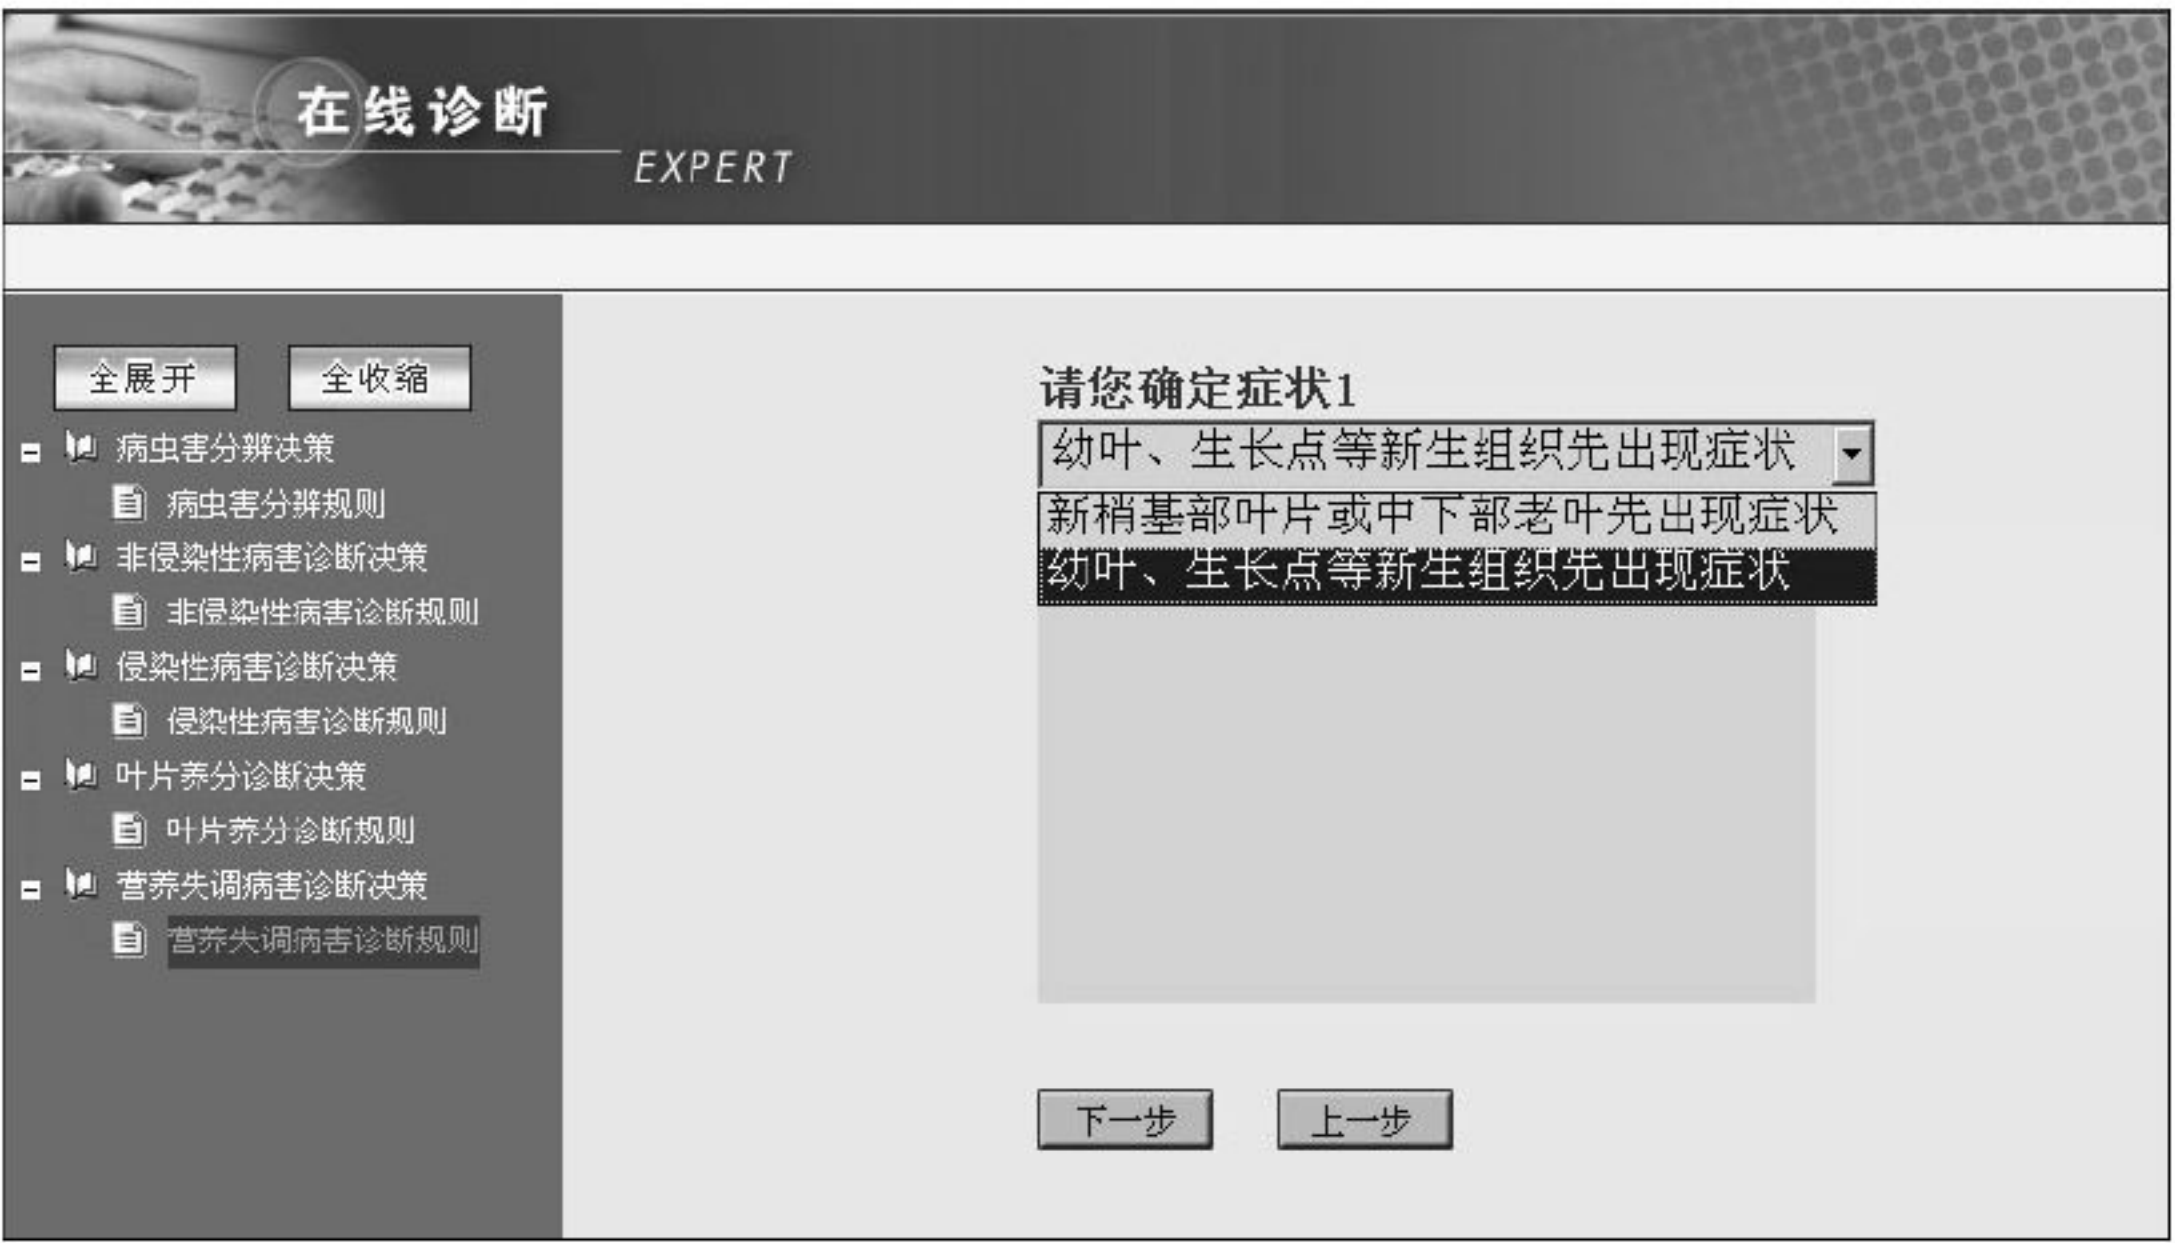 在线诊断
EXPERT
全展开 全收缩
病虫害分辨决策
病虫害分辨规则
非侵染性病害诊断决策
非侵染性病害诊断规则
侵染性病害诊断决策
侵染性病害诊断规则
叶片养分诊断决策
叶片养分诊断规则
营养失调病害诊断决策
营养失调病害诊断规则
请您确定症状1
幼叶、生长点等新生组织先出现症状
新梢基部叶片或中下部老叶先出现症状
幼叶、生长点等新生组织先出现症状
下一步 上一步